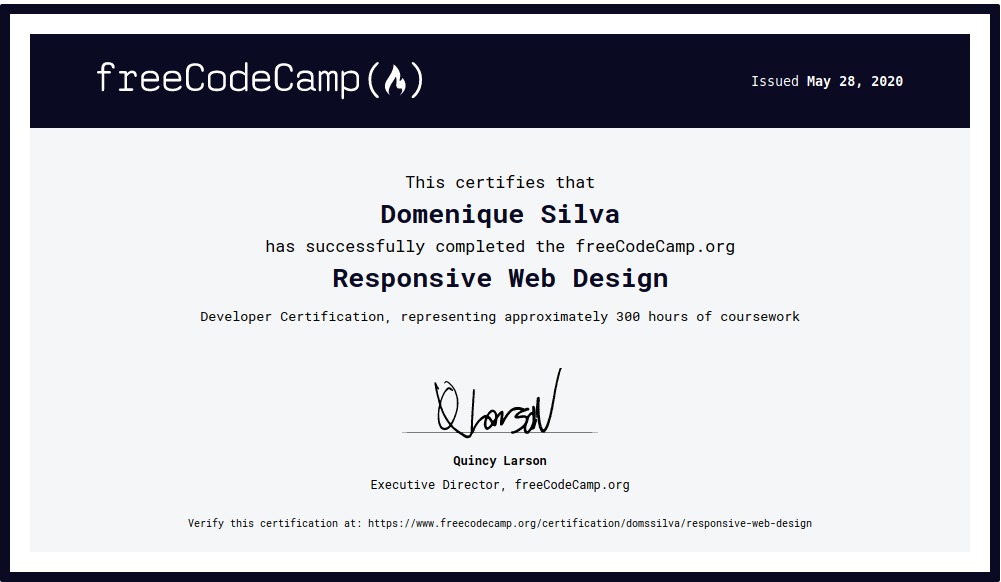 freeCodeCamp(🔥)
Issued May 28, 2020
This certifies that
Domenique Silva
has successfully completed the freeCodeCamp.org
Responsive Web Design
Developer Certification, representing approximately 300 hours of coursework
QLarson
Quincy Larson
Executive Director, freeCodeCamp.org
Verify this certification at: https://www.freecodecamp.org/certification/domssilva/responsive-web-design